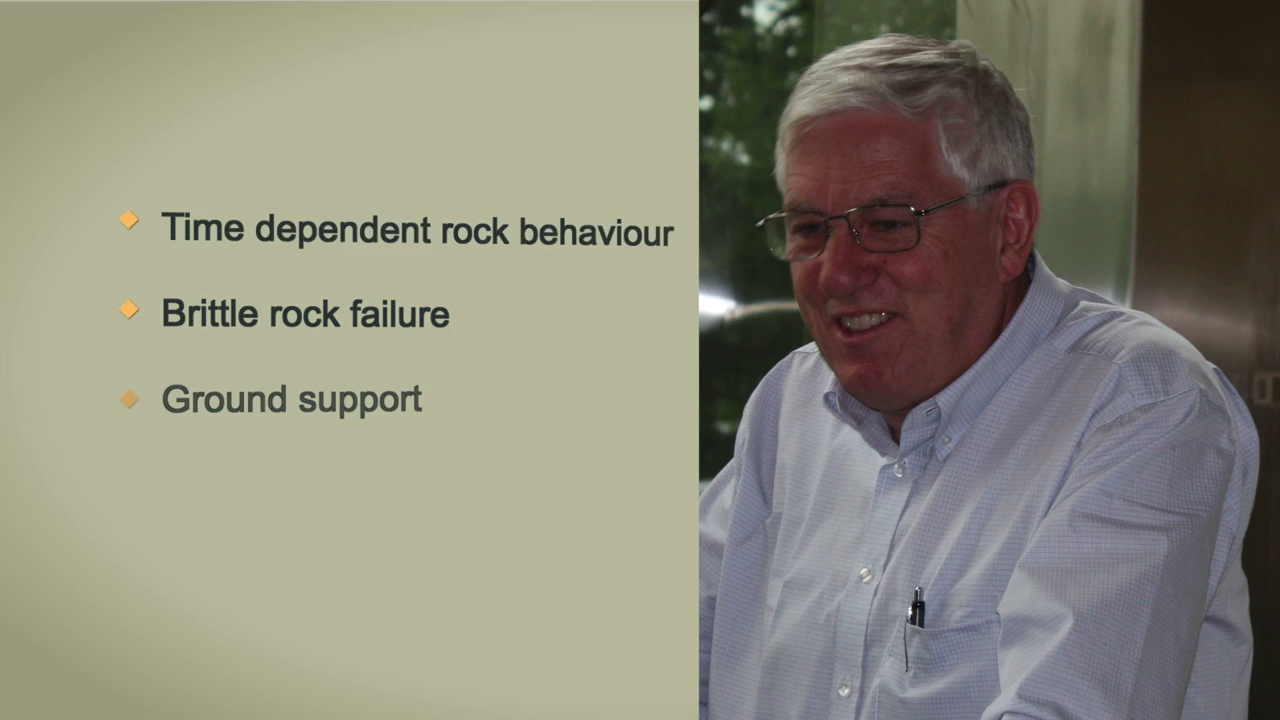 Time dependent rock behaviour
Brittle rock failure
Ground support